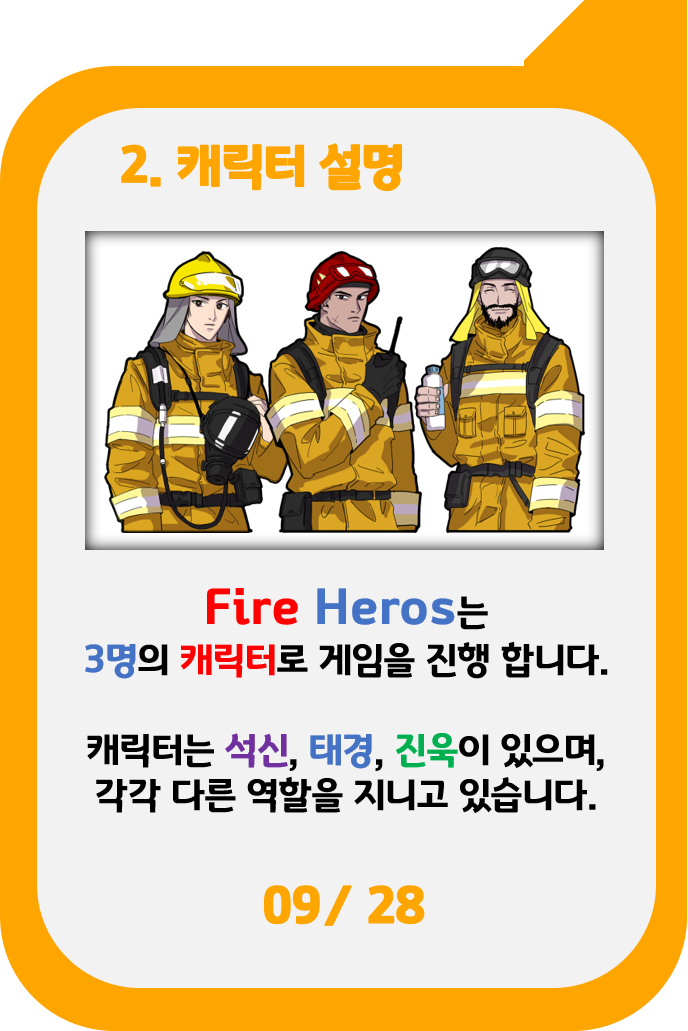 2. 캐릭터 설명
Fire Heros는
3명의 캐릭터로 게임을 진행 합니다.
캐릭터는 석신, 태경, 진욱이 있으며,
각각 다른 역할을 지니고 있습니다.
09/ 28